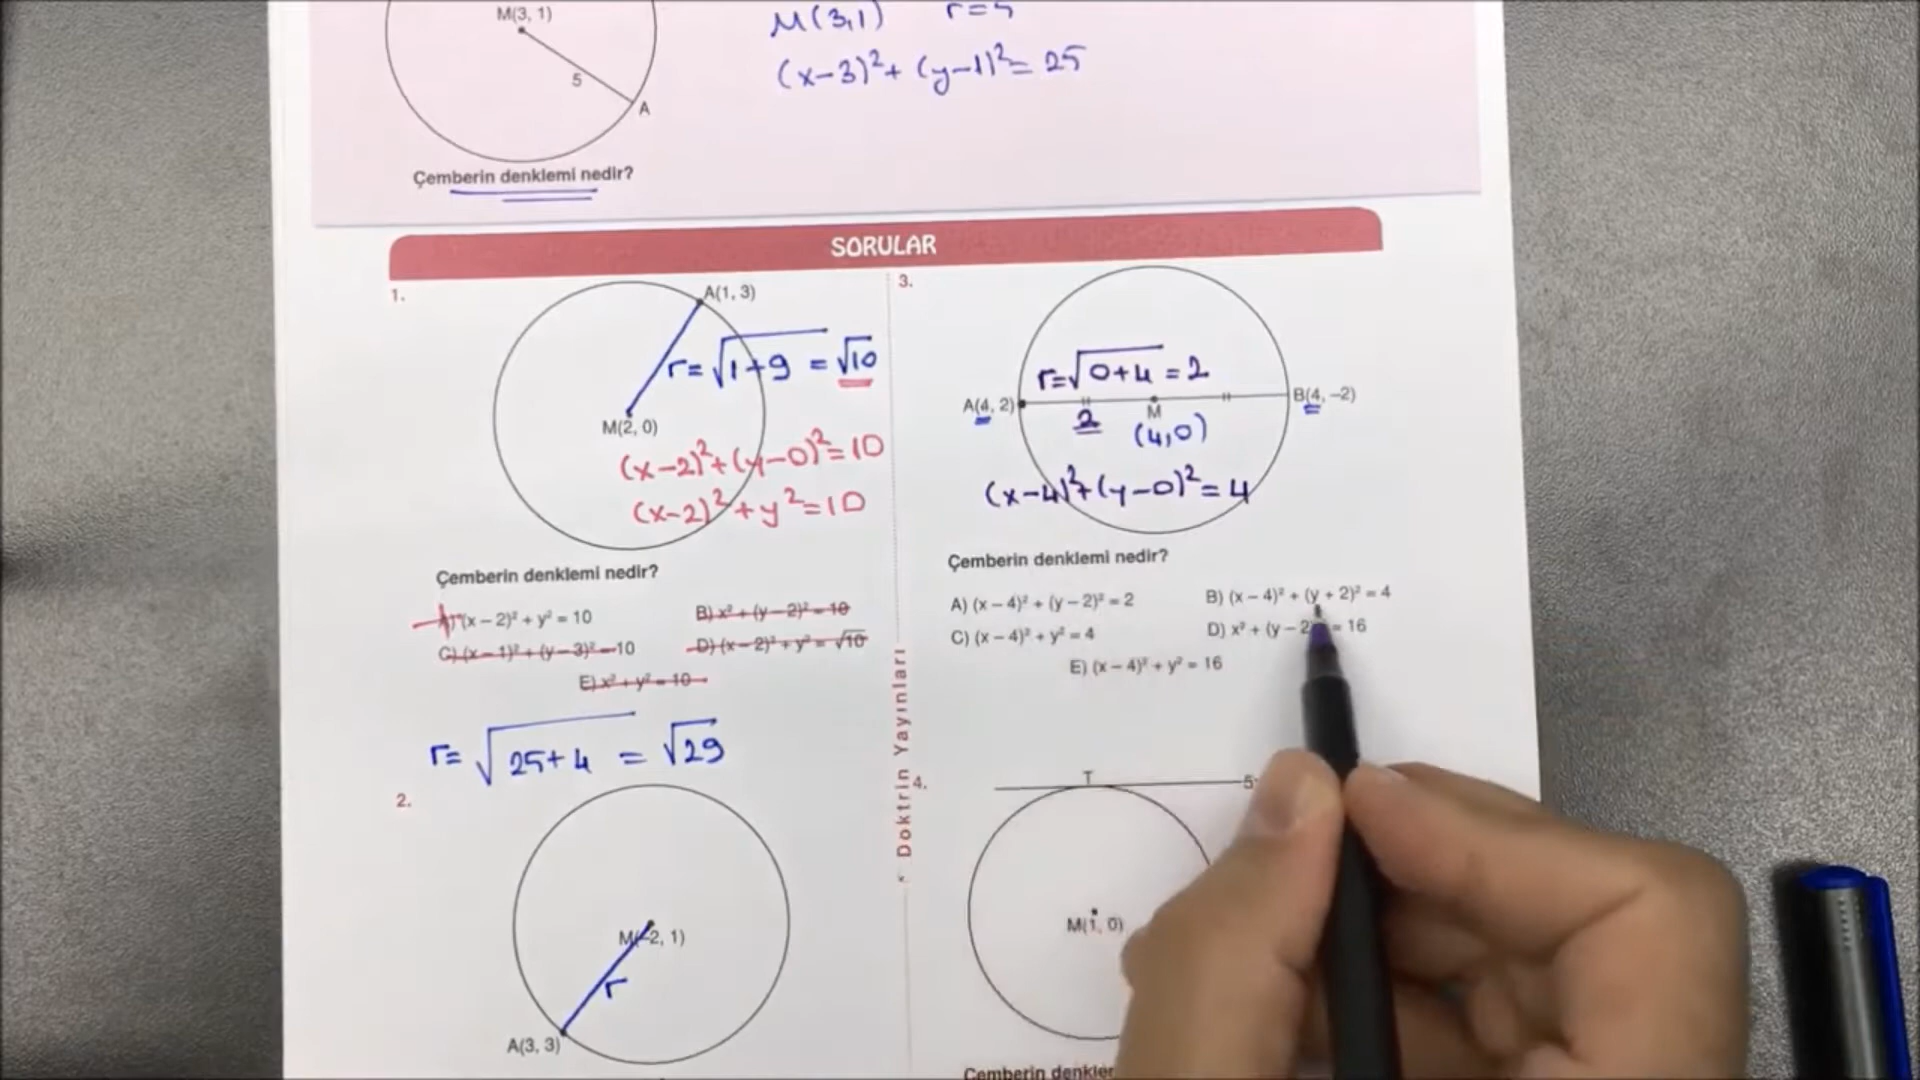 M(3, 1)
5
A
Çemberin denklemi nedir?
M(3,1)
(x-3)²+(y-1)²=25
SORULAR
1.
A(1, 3)
r=√1+9 = √10
M(2, 0)
(x-2)²+(y-0)²=10
(x-2)²+y²=10
Çemberin denklemi nedir?
A) (x – 2)² + y² = 10
B) x² + (y – 2)² = 10
C) (x – 1)² + (y – 3)² = 10
D) (x – 2)² + y² = √10
E) x² + y² = 10
r= √25+4 = √29
2.
M(–2, 1)
r
A(3, 3)
Doktrin Yayınları
3.
r=√0+4 = 2
A(4, 2)
B(4, –2)
2
M
(4,0)
(x-4)²+(y-0)²=4
Çemberin denklemi nedir?
A) (x – 4)² + (y – 2)² = 2
B) (x – 4)² + (y + 2)² = 4
C) (x – 4)² + y² = 4
D) x² + (y – 2 = 16
E) (x – 4)² + y² = 16
4.
T
5
M(1, 0)
Çemberin